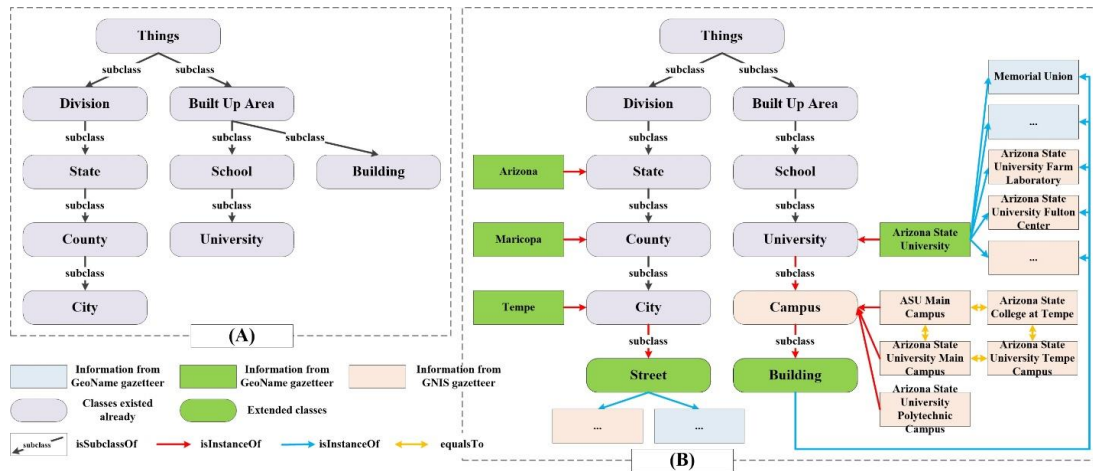 Things
subclass
subclass
Division
Built Up Area
subclass
subclass
subclass
State
School
Building
subclass
subclass
County
University
subclass
City
(A)
Information from
GeoName gazetteer
Information from
GeoName gazetteer
Information from
GNIS gazetteer
Classes existed
already
Extended classes
subclass
isSubclassOf
isInstanceOf
isInstanceOf
equalsTo
Things
subclass
subclass
Division
Built Up Area
subclass
subclass
Arizona
State
School
subclass
subclass
Maricopa
County
University
Arizona State
University
subclass
subclass
Tempe
City
Campus
subclass
subclass
Street
Building
...
...
Memorial Union
...
Arizona State
University Farm
Laboratory
Arizona State
University Fulton
Center
...
ASU Main
Campus
Arizona State
College at Tempe
Arizona State
University Main
Campus
Arizona State
University Tempe
Campus
Arizona State
University
Polytechnic
Campus
(B)